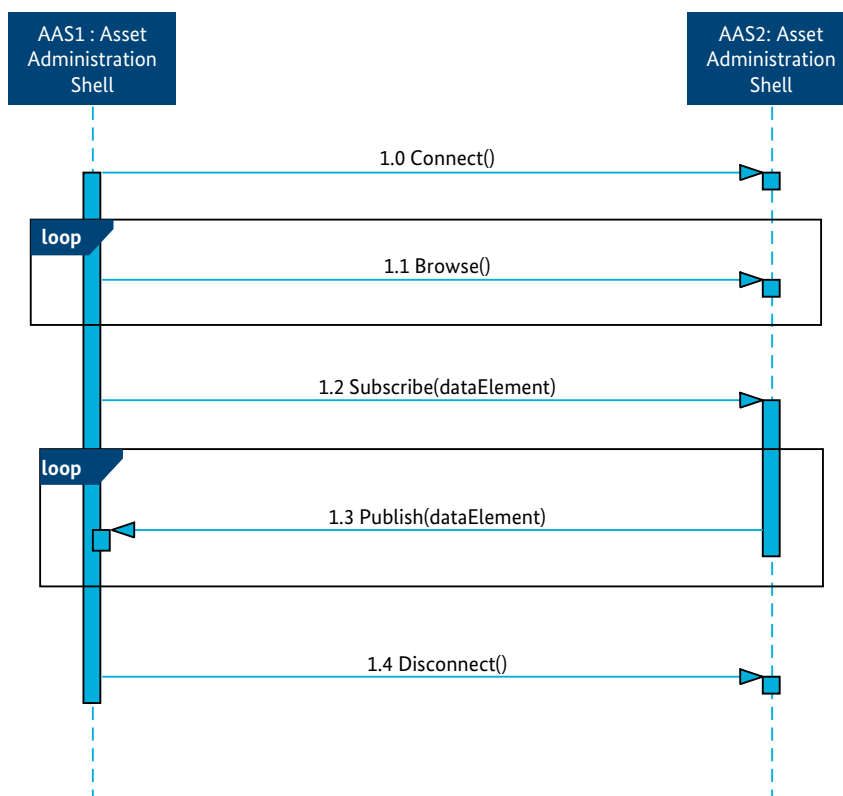 AAS1 : Asset
Administration
Shell
AAS2: Asset
Administration
Shell
1.0 Connect()
loop
1.1 Browse()
1.2 Subscribe(dataElement)
loop
1.3 Publish(dataElement)
1.4 Disconnect()